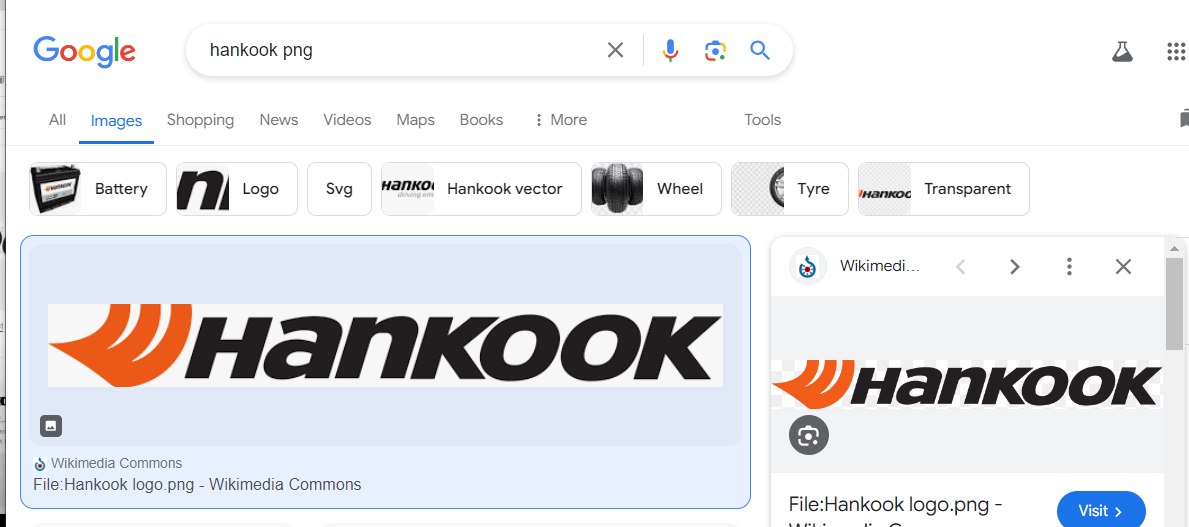 Google
hankook png
All Images Shopping News Videos Maps Books More Tools
Battery Logo Svg Hankook vector Wheel Tyre Transparent
HANKOOK
Wikimedia Commons
File:Hankook logo.png - Wikimedia Commons
Wikimedi...
HANKOOK
File:Hankook logo.png -
Visit